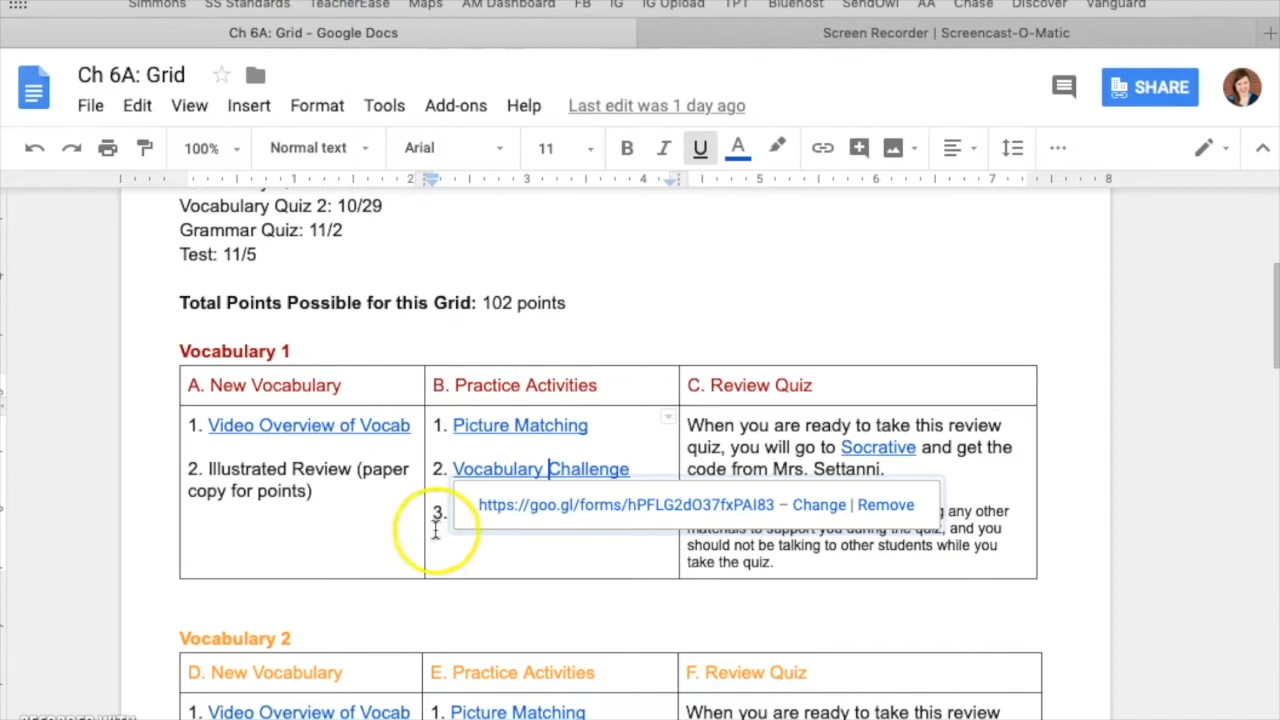 Simmons SS Standards TeacherEase Maps AM Dashboard FB IG IG Upload TPT Bluehost SendOwl AA Chase Discover Vanguard
Ch 6A: Grid - Google Docs Screen Recorder | Screencast-O-Matic
Ch 6A: Grid
SHARE
File Edit View Insert Format Tools Add-ons Help Last edit was 1 day ago
100% Normal text Arial 11 B I U A
1 2 3 4 5 6 7 8
Vocabulary Quiz 2: 10/29
Grammar Quiz: 11/2
Test: 11/5
Total Points Possible for this Grid: 102 points
Vocabulary 1
A. New Vocabulary B. Practice Activities C. Review Quiz
1. Video Overview of Vocab
2. Illustrated Review (paper
copy for points)
1. Picture Matching
2. Vocabulary Challenge
3.
https://goo.gl/forms/hPFLG2dO37fxPAI83 – Change | Remove
When you are ready to take this review
quiz, you will go to Socrative and get the
code from Mrs. Settanni.
any other
materials to support you during the quiz, and you
should not be talking to other students while you
take the quiz.
Vocabulary 2
D. New Vocabulary E. Practice Activities F. Review Quiz
1. Video Overview of Vocab 1. Picture Matching When you are ready to take this review